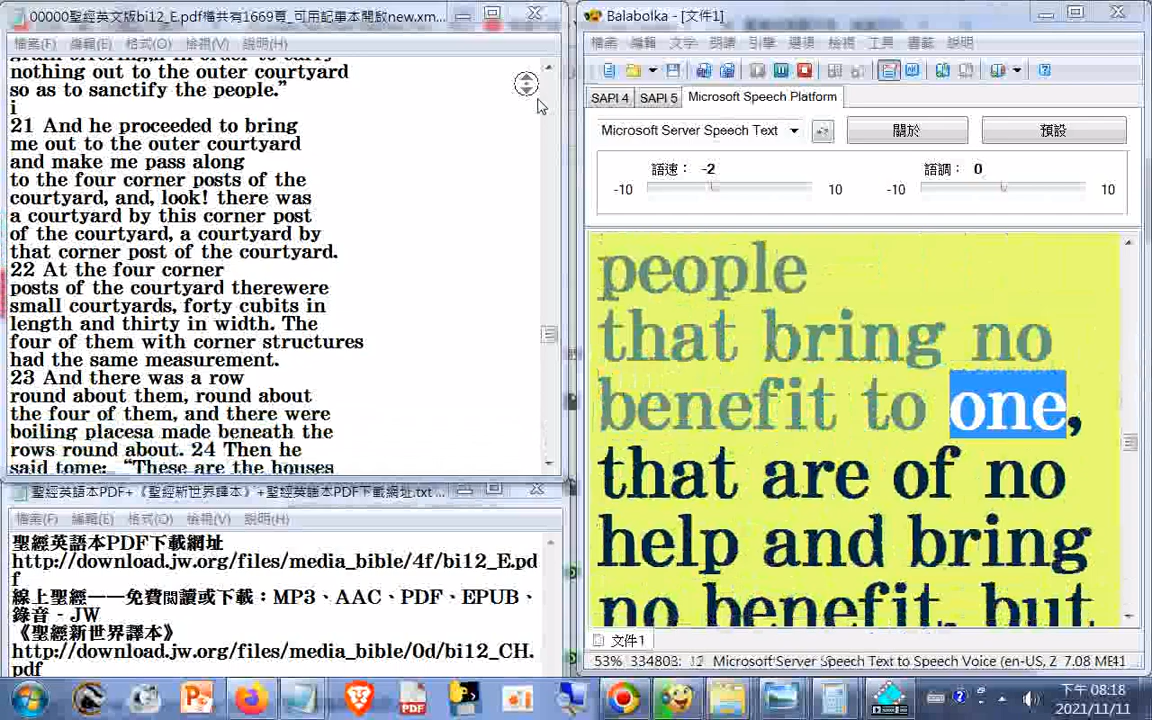 00000聖經英文版bi12_E.pdf檔共有1669頁_可用記事本開啟new.xm...
檔案(F) 編輯(E) 格式(O) 檢視(V) 說明(H)
nothing out to the outer courtyard
so as to sanctify the people.”
i
21 And he proceeded to bring
me out to the outer courtyard
and make me pass along
to the four corner posts of the
courtyard, and, look! there was
a courtyard by this corner post
of the courtyard, a courtyard by
that corner post of the courtyard.
22 At the four corner
posts of the courtyard therewere
small courtyards, forty cubits in
length and thirty in width. The
four of them with corner structures
had the same measurement.
23 And there was a row
round about them, round about
the four of them, and there were
boiling placesa made beneath the
rows round about. 24 Then he
said tome: “These are the houses
聖經英語本PDF+《聖經新世界譯本》+聖經英語本PDF下載網址.txt ...
檔案(F) 編輯(E) 格式(O) 檢視(V) 說明(H)
聖經英語本PDF下載網址
http://download.jw.org/files/media_bible/4f/bi12_E.pd
f
線上聖經——免費閱讀或下載：MP3、AAC、PDF、EPUB、
錄音 - JW
《聖經新世界譯本》
http://download.jw.org/files/media_bible/0d/bi12_CH.
pdf
Balabolka - [文件1]
檔案 編輯 文字 朗讀 引擎 選項 檢視 工具 書籤 說明
SAPI 4 SAPI 5 Microsoft Speech Platform
Microsoft Server Speech Text 關於 預設
語速： -2 語調： 0
-10 10 -10 10
people
that bring no
benefit to one,
that are of no
help and bring
no benefit, but
文件1
53% 334803: 12 Microsoft Server Speech Text to Speech Voice (en-US, Z 7.08 ME41
PDF
下午 08:18
2021/11/11